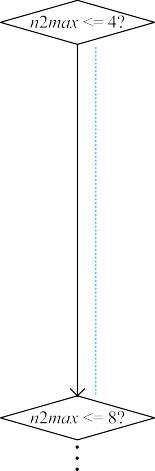 n2max <= 4?
n2max <= 8?